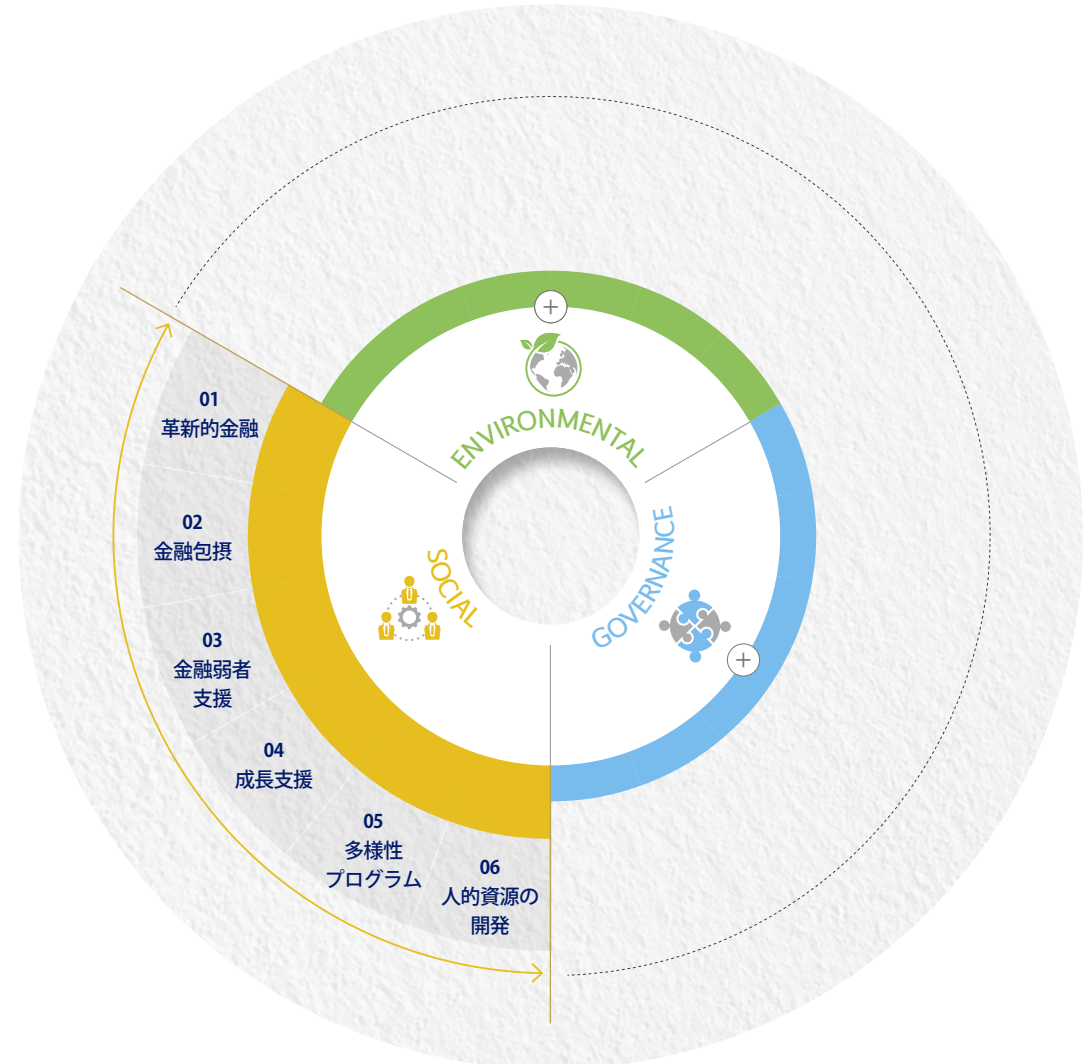 ENVIRONMENTAL
SOCIAL
GOVERNANCE
01
革新的金融
02
金融包摂
03
金融弱者
支援
04
成長支援
05
多様性
プログラム
06
人的資源の
開発